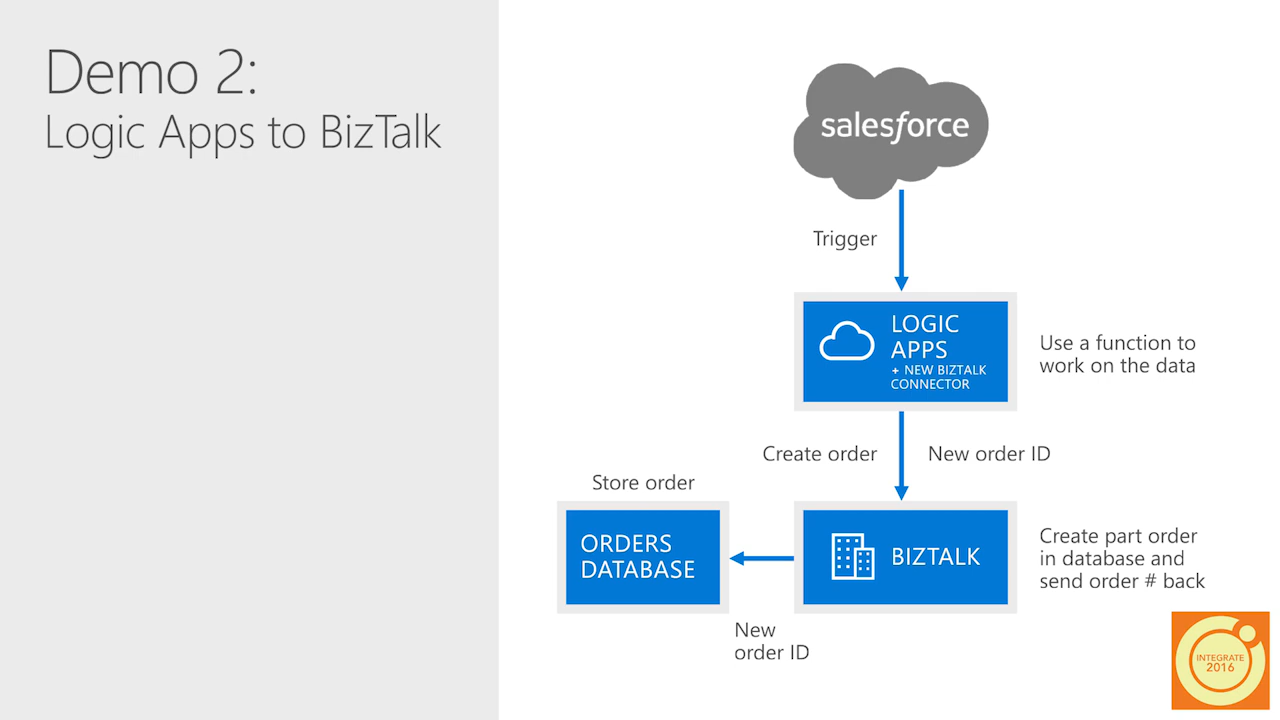 Demo 2:
Logic Apps to BizTalk
salesforce
Trigger
LOGIC
APPS
+ NEW BIZTALK
CONNECTOR
Use a function to
work on the data
Create order
New order ID
Store order
ORDERS
DATABASE
BIZTALK
Create part order
in database and
send order # back
New
order ID
INTEGRATE
2016